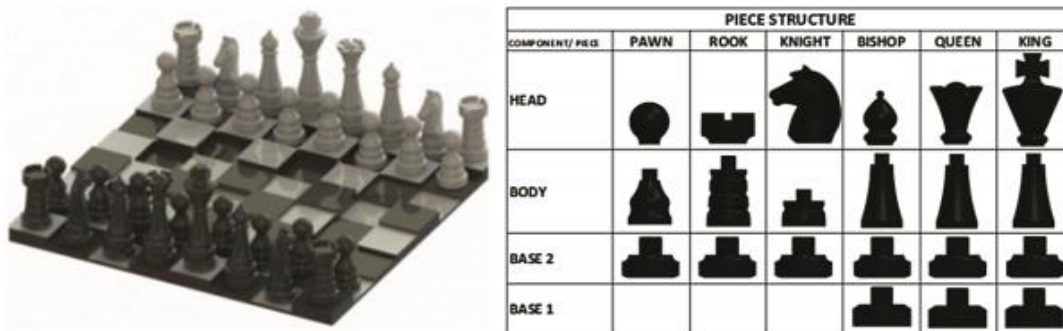 PIECE STRUCTURE
COMPONENT/ PIECE PAWN ROOK KNIGHT BISHOP QUEEN KING
HEAD
BODY
BASE 2
BASE 1